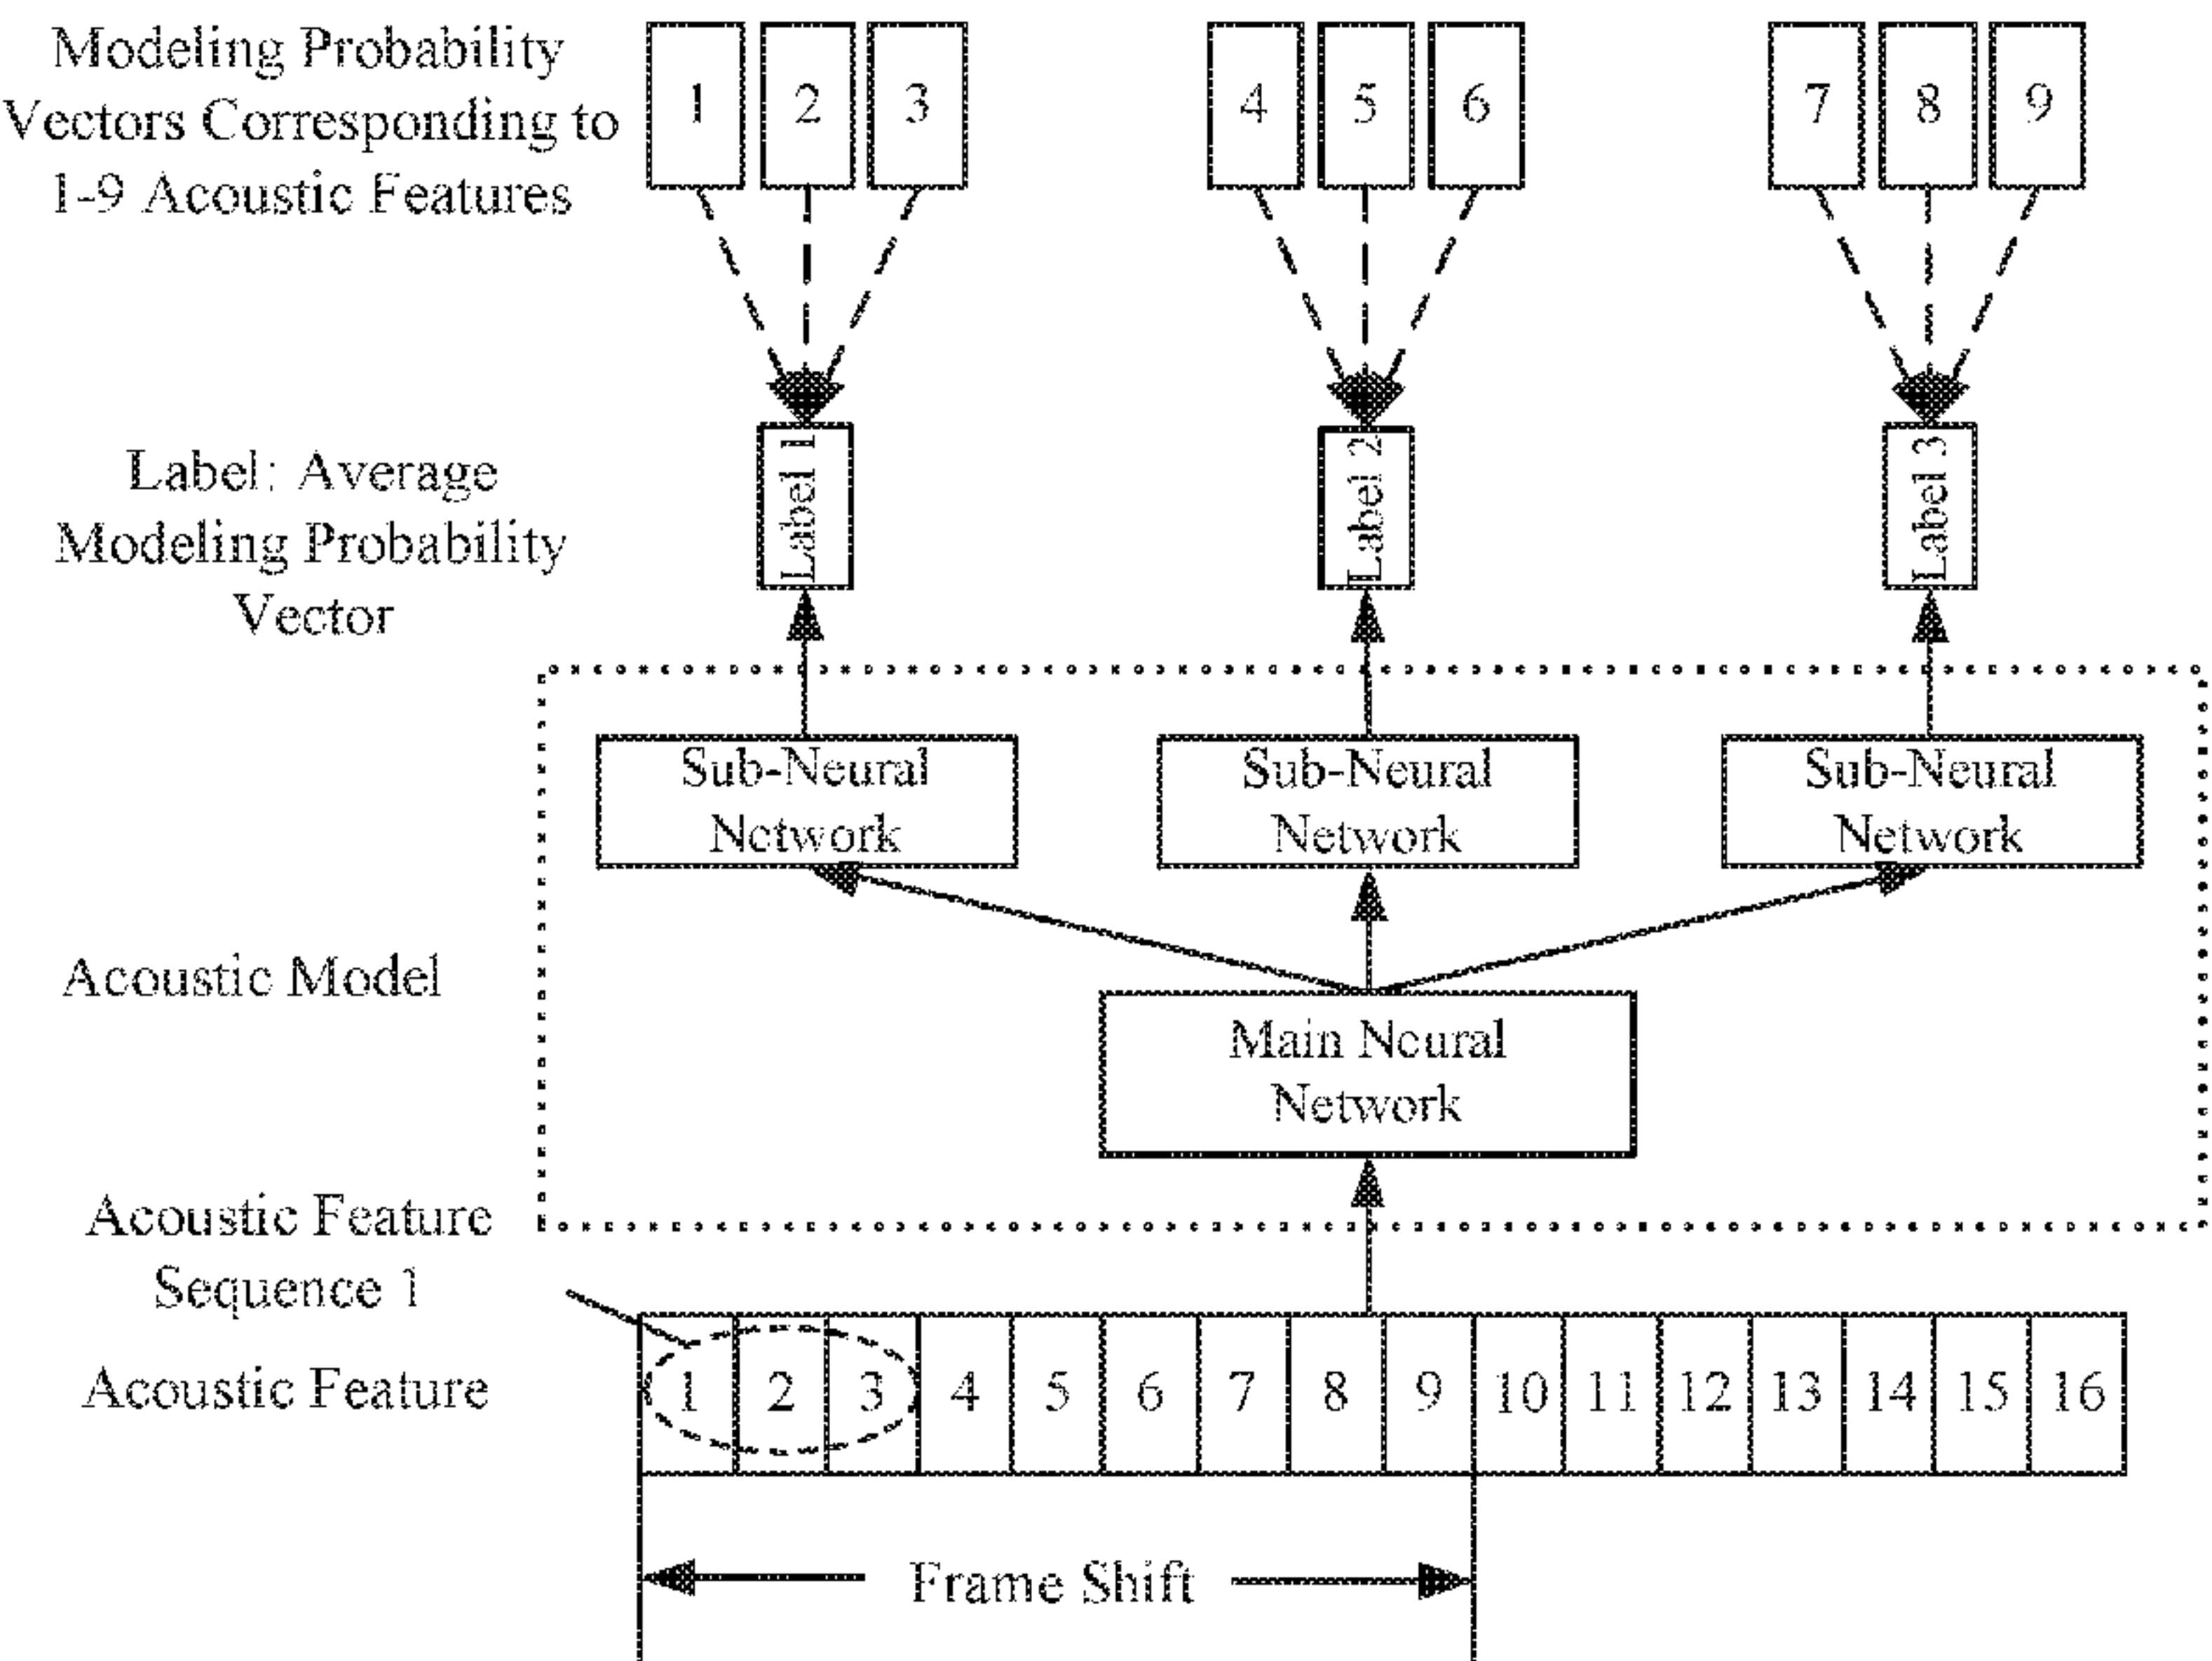 Modeling Probability
Vectors Corresponding to
1-9 Acoustic Features
1 2 3 4 5 6 7 8 9
Label: Average
Modeling Probability
Vector
Label 1
Label 2
Label 3
Sub-Neural
Network
Sub-Neural
Network
Sub-Neural
Network
Acoustic Model
Main Neural
Network
Acoustic Feature
Sequence 1
Acoustic Feature
1 2 3 4 5 6 7 8 9 10 11 12 13 14 15 16
Frame Shift